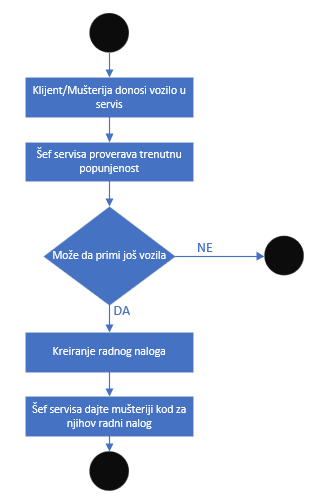 Klijent/Mušterija donosi vozilo u
servis
Šef servisa proverava trenutnu
popunjenost
Može da primi još vozila
NE
DA
Kreiranje radnog naloga
Šef servisa dajte mušteriji kod za
njihov radni nalog